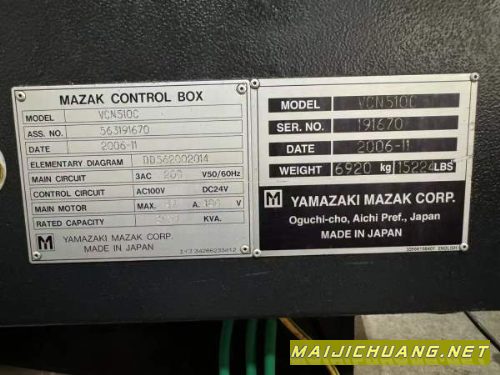 MAZAK CONTROL BOX
MODEL VCN510C
ASS. NO. 563191670
DATE 2006-11
ELEMENTARY DIAGRAM DD562002014
MAIN CIRCUIT 3AC 200 V50/60Hz
CONTROL CIRCUIT AC100V DC24V
MAIN MOTOR MAX. A. V
RATED CAPACITY KVA.
YAMAZAKI MAZAK CORP.
MADE IN JAPAN
MODEL VCN510C
SER. NO. 191670
DATE 2006-11
WEIGHT 6920 kg 15224 LBS
YAMAZAKI MAZAK CORP.
Oguchi-cho, Aichi Pref., Japan
MADE IN JAPAN
MAIJICHUANG.NET